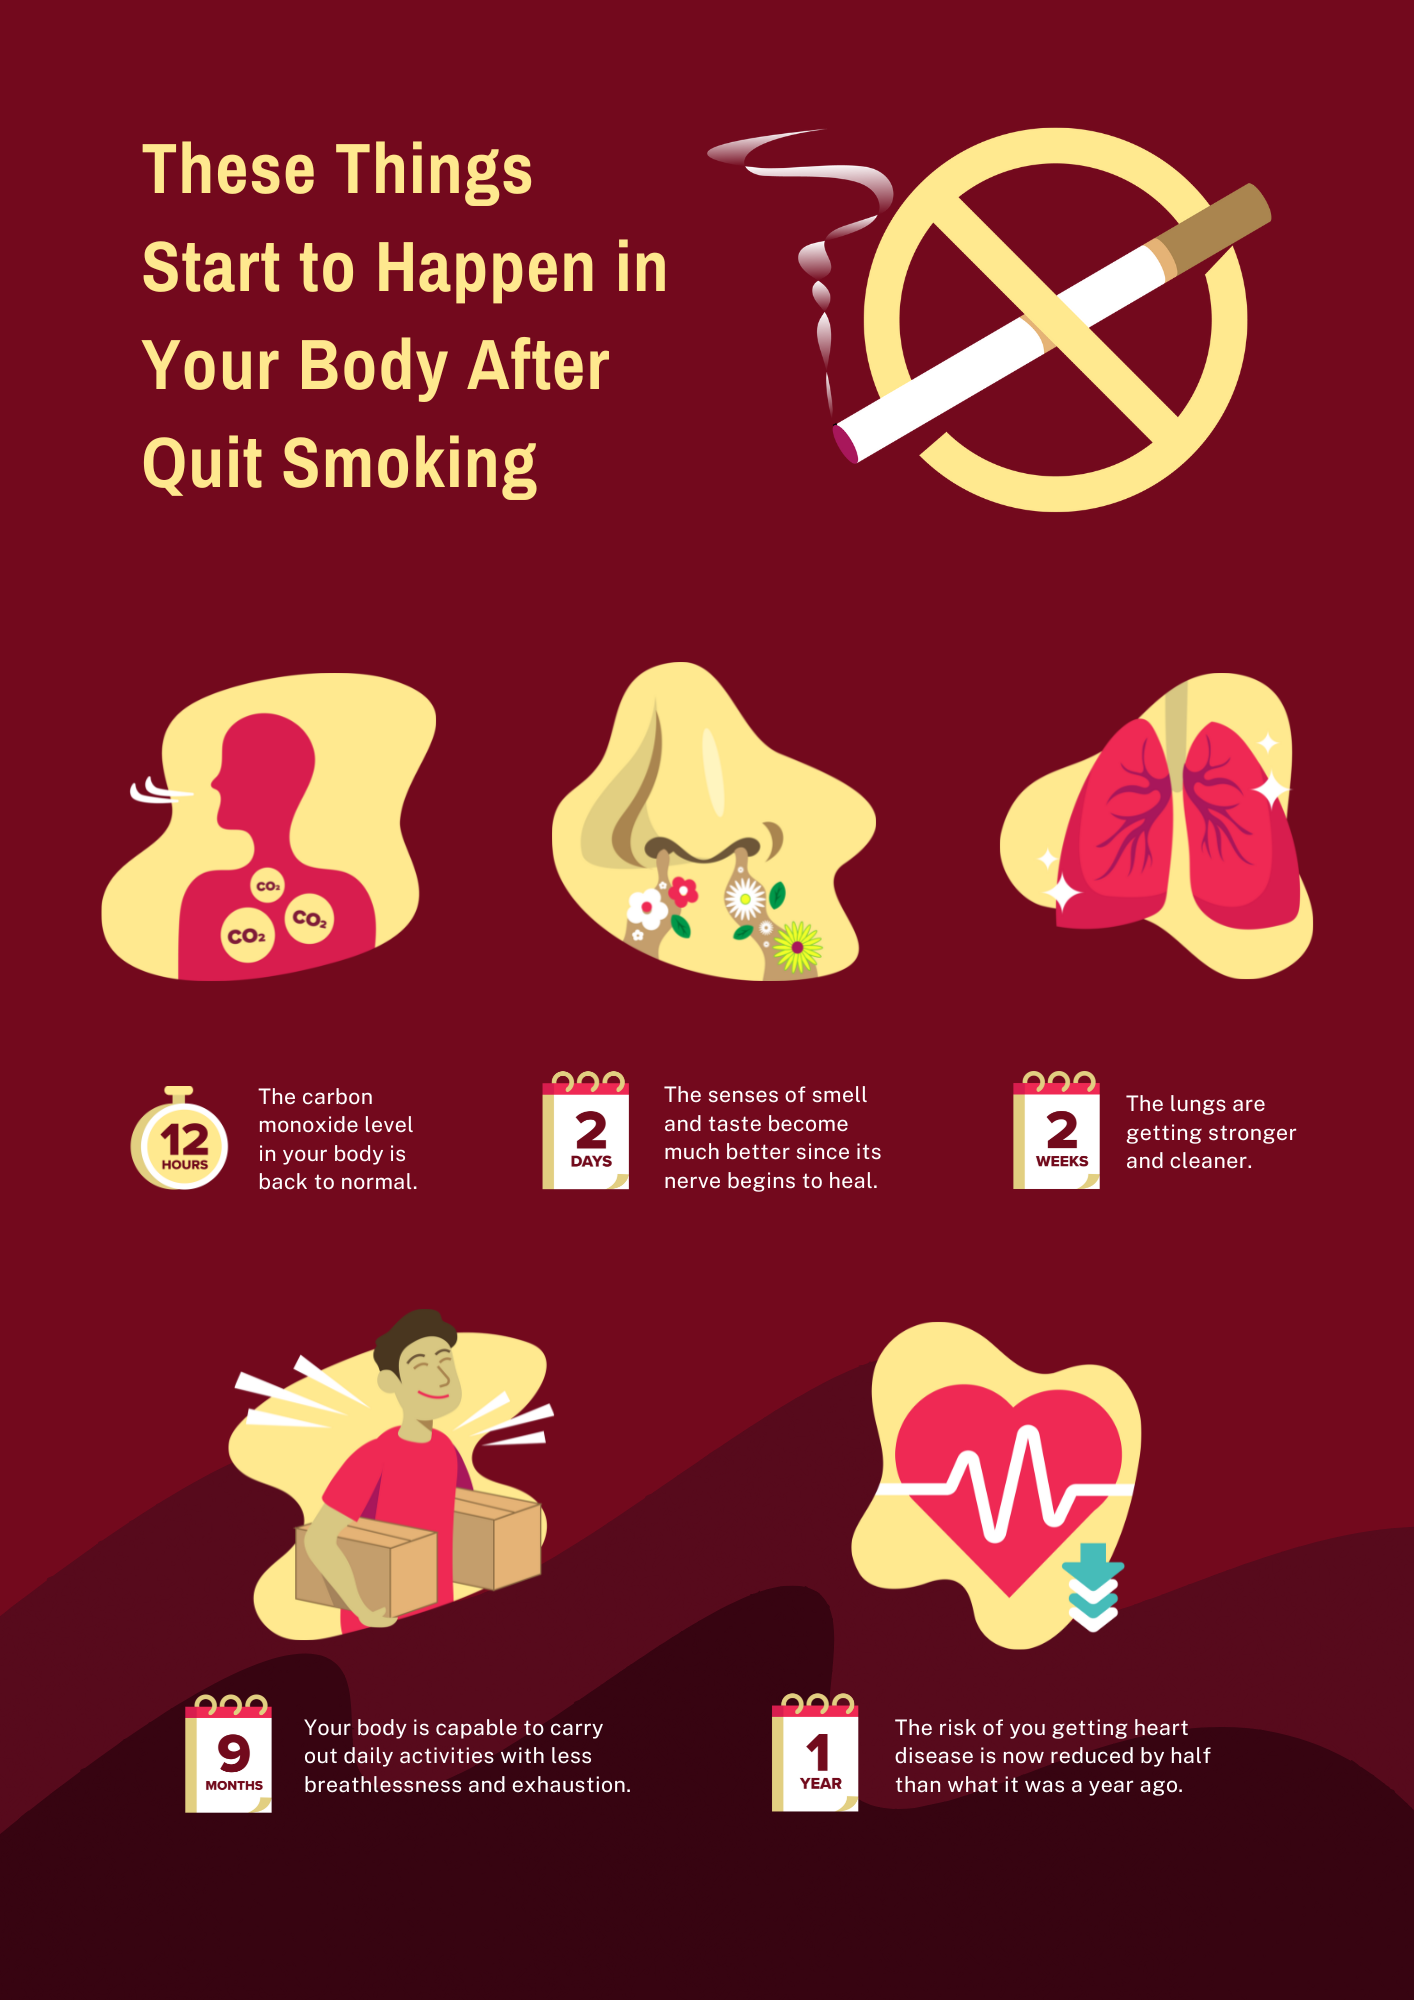 These Things
Start to Happen in
Your Body After
Quit Smoking
CO₂
CO₂
CO₂
12
HOURS
The carbon
monoxide level
in your body is
back to normal.
2
DAYS
The senses of smell
and taste become
much better since its
nerve begins to heal.
2
WEEKS
The lungs are
getting stronger
and cleaner.
9
MONTHS
Your body is capable to carry
out daily activities with less
breathlessness and exhaustion.
1
YEAR
The risk of you getting heart
disease is now reduced by half
than what it was a year ago.